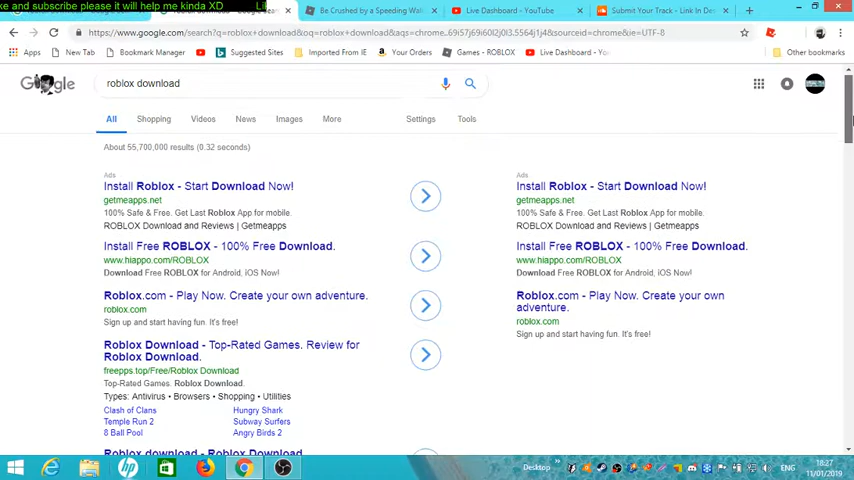 ke and subscribe please it will help me kinda XD Lil
Be Crushed by a Speeding Wall
Live Dashboard - YouTube
Submit Your Track - Link In De
https://www.google.com/search?q=roblox+download&oq=roblox+download&aqs=chrome..69i57j69i60l2j0l3.5564j1j4&sourceid=chrome&ie=UTF-8
Apps New Tab Bookmark Manager Suggested Sites Imported From IE Your Orders Games - ROBLOX Live Dashboard - You Other bookmarks
Google
roblox download
All Shopping Videos News Images More Settings Tools
About 55,700,000 results (0.32 seconds)
Ads
Install Roblox - Start Download Now!
getmeapps.net
100% Safe & Free. Get Last Roblox App for mobile.
ROBLOX Download and Reviews | Getmeapps
Install Free ROBLOX - 100% Free Download.
www.hiappo.com/ROBLOX
Download Free ROBLOX for Android, iOS Now!
Roblox.com - Play Now. Create your own adventure.
roblox.com
Sign up and start having fun. It's free!
Roblox Download - Top-Rated Games. Review for
Roblox Download.
freepps.top/Free/Roblox Download
Top-Rated Games. Roblox Download.
Types: Antivirus • Browsers • Shopping • Utilities
Clash of Clans Hungry Shark
Temple Run 2 Subway Surfers
8 Ball Pool Angry Birds 2
Roblox download - Roblox Download
Ads
Install Roblox - Start Download Now!
getmeapps.net
100% Safe & Free. Get Last Roblox App for mobile.
ROBLOX Download and Reviews | Getmeapps
Install Free ROBLOX - 100% Free Download.
www.hiappo.com/ROBLOX
Download Free ROBLOX for Android, iOS Now!
Roblox.com - Play Now. Create your own
adventure.
roblox.com
Sign up and start having fun. It's free!
Desktop
ENG
18:27
11/01/2019